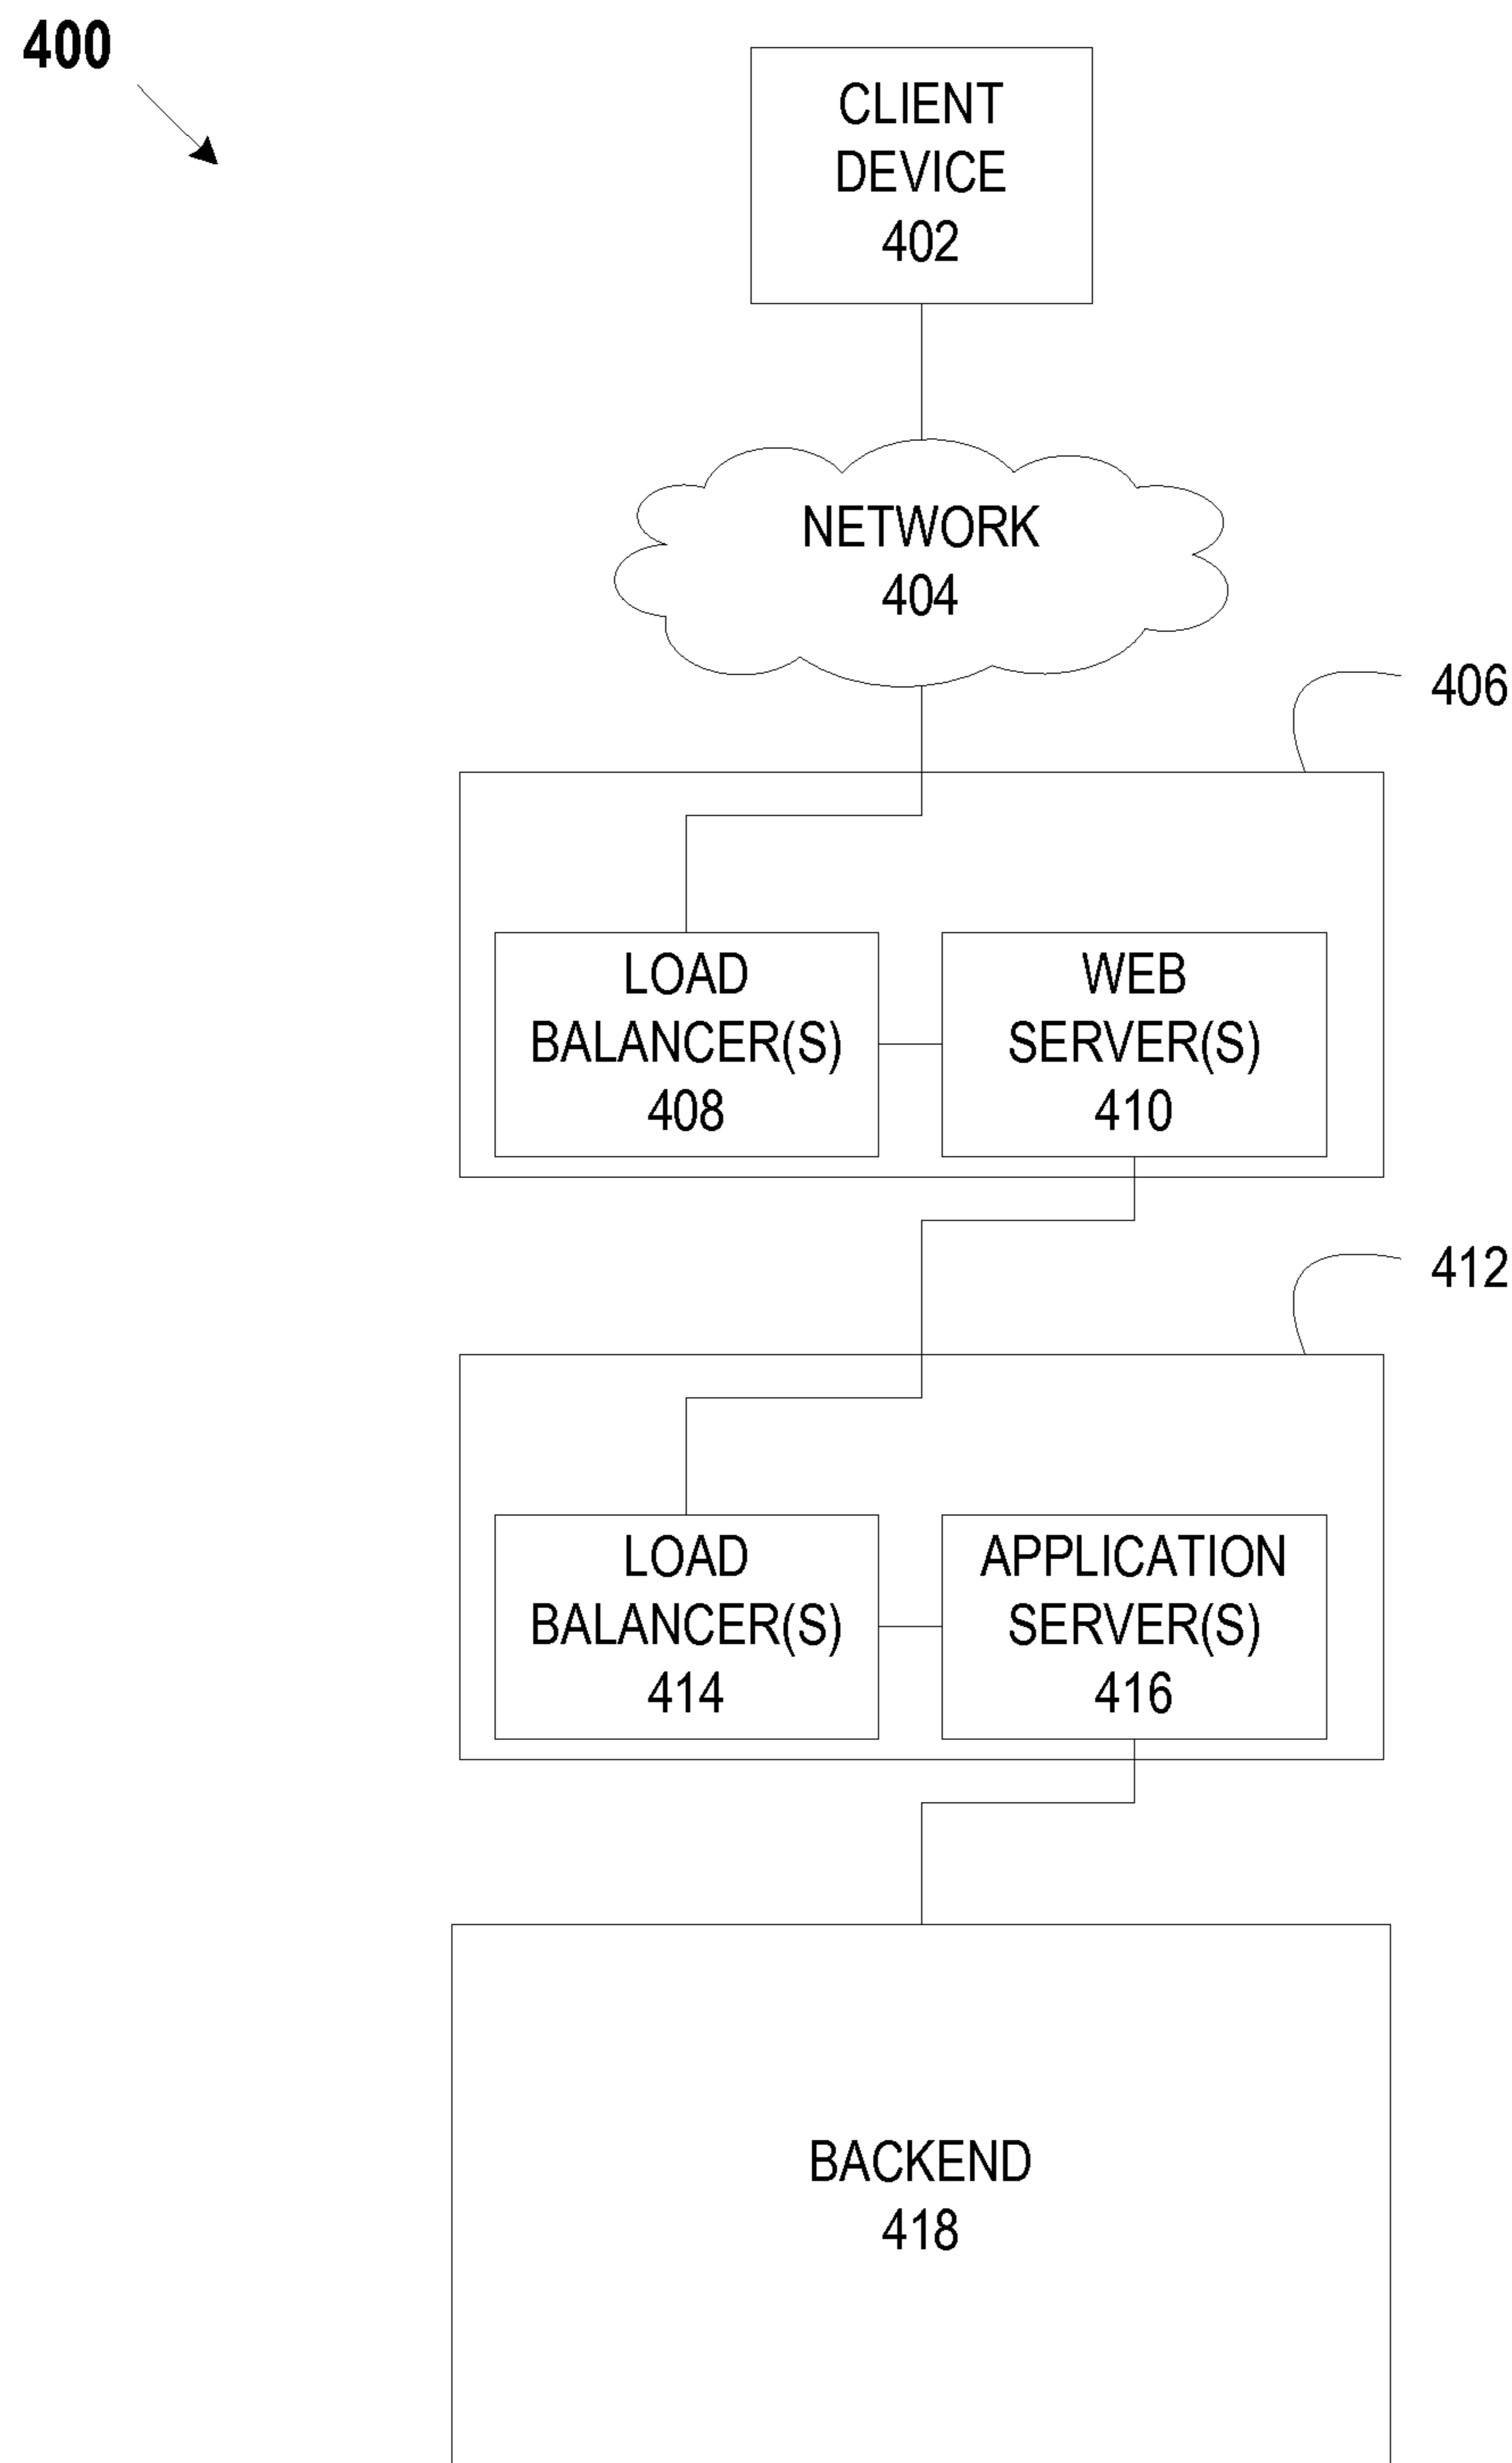 400
CLIENT
DEVICE
402
NETWORK
404
406
LOAD
BALANCER(S)
408
WEB
SERVER(S)
410
412
LOAD
BALANCER(S)
414
APPLICATION
SERVER(S)
416
BACKEND
418